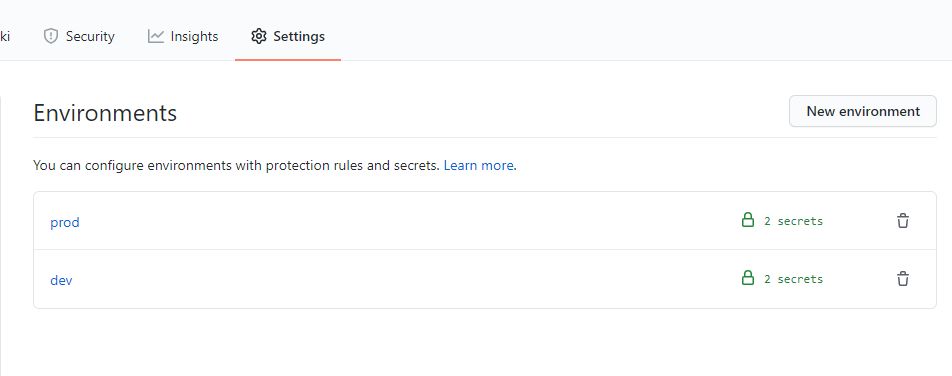 ki Security Insights Settings
Environments New environment
You can configure environments with protection rules and secrets. Learn more.
prod 2 secrets
dev 2 secrets